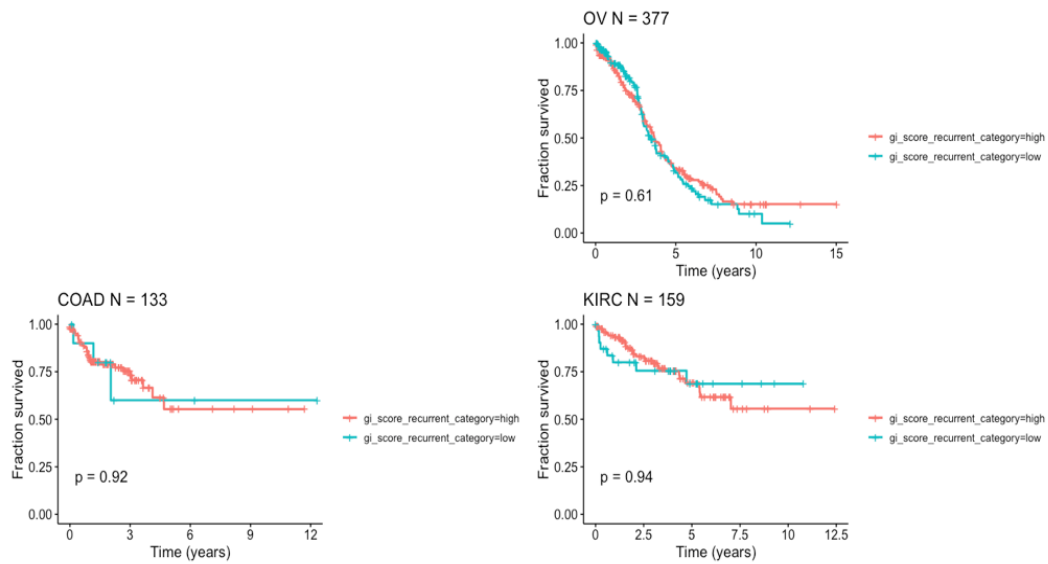 OV N = 377
1.00
0.75
0.50
0.25
0.00
Fraction survived
p = 0.61
0
5
10
15
Time (years)
gi_score_recurrent_category=high
gi_score_recurrent_category=low
COAD N = 133
1.00
0.75
0.50
0.25
0.00
Fraction survived
p = 0.92
0
3
6
9
12
Time (years)
gi_score_recurrent_category=high
gi_score_recurrent_category=low
KIRC N = 159
1.00
0.75
0.50
0.25
0.00
Fraction survived
p = 0.94
0
2.5
5
7.5
10
12.5
Time (years)
gi_score_recurrent_category=high
gi_score_recurrent_category=low